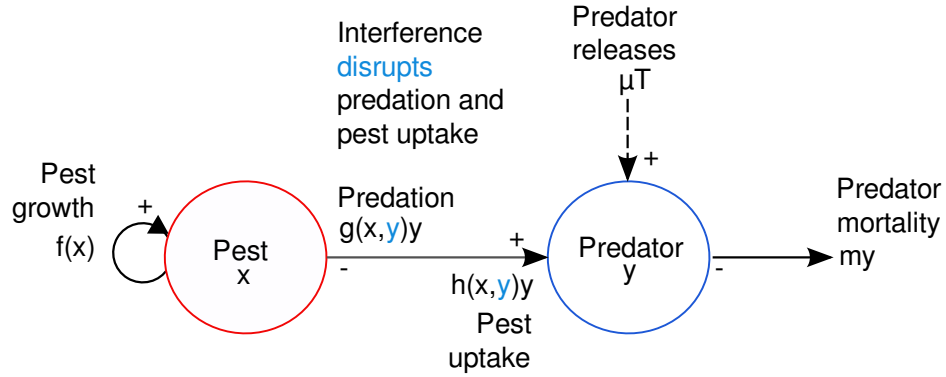 Interference
disrupts
predation and
pest uptake
Predator
releases
μT
+
Pest
growth
f(x)
+
Pest
x
Predation
g(x,y)y
-
+
h(x,y)y
Pest
uptake
Predator
y
-
Predator
mortality
my